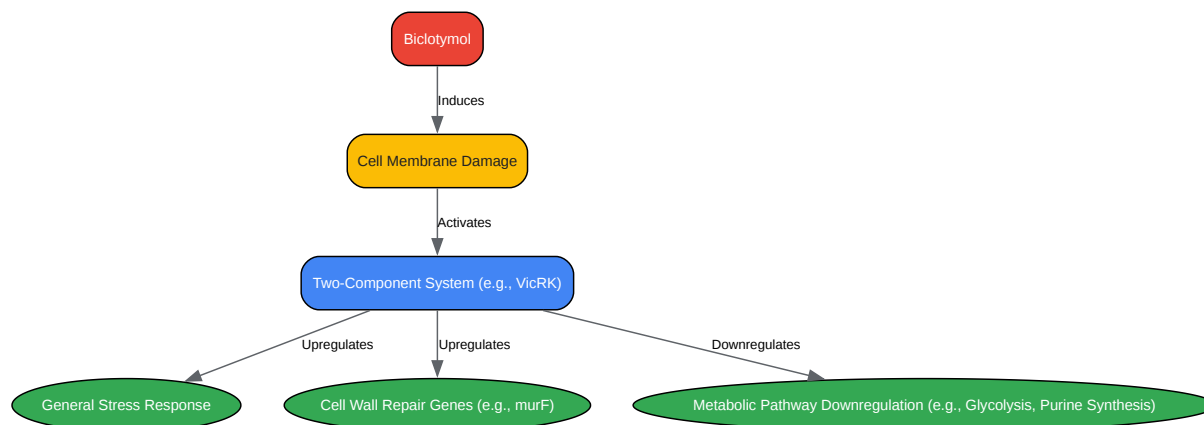 Biclotymol
Induces
Cell Membrane Damage
Activates
Two-Component System (e.g., VicRK)
Upregulates
Upregulates
Downregulates
General Stress Response
Cell Wall Repair Genes (e.g., murF)
Metabolic Pathway Downregulation (e.g., Glycolysis, Purine Synthesis)